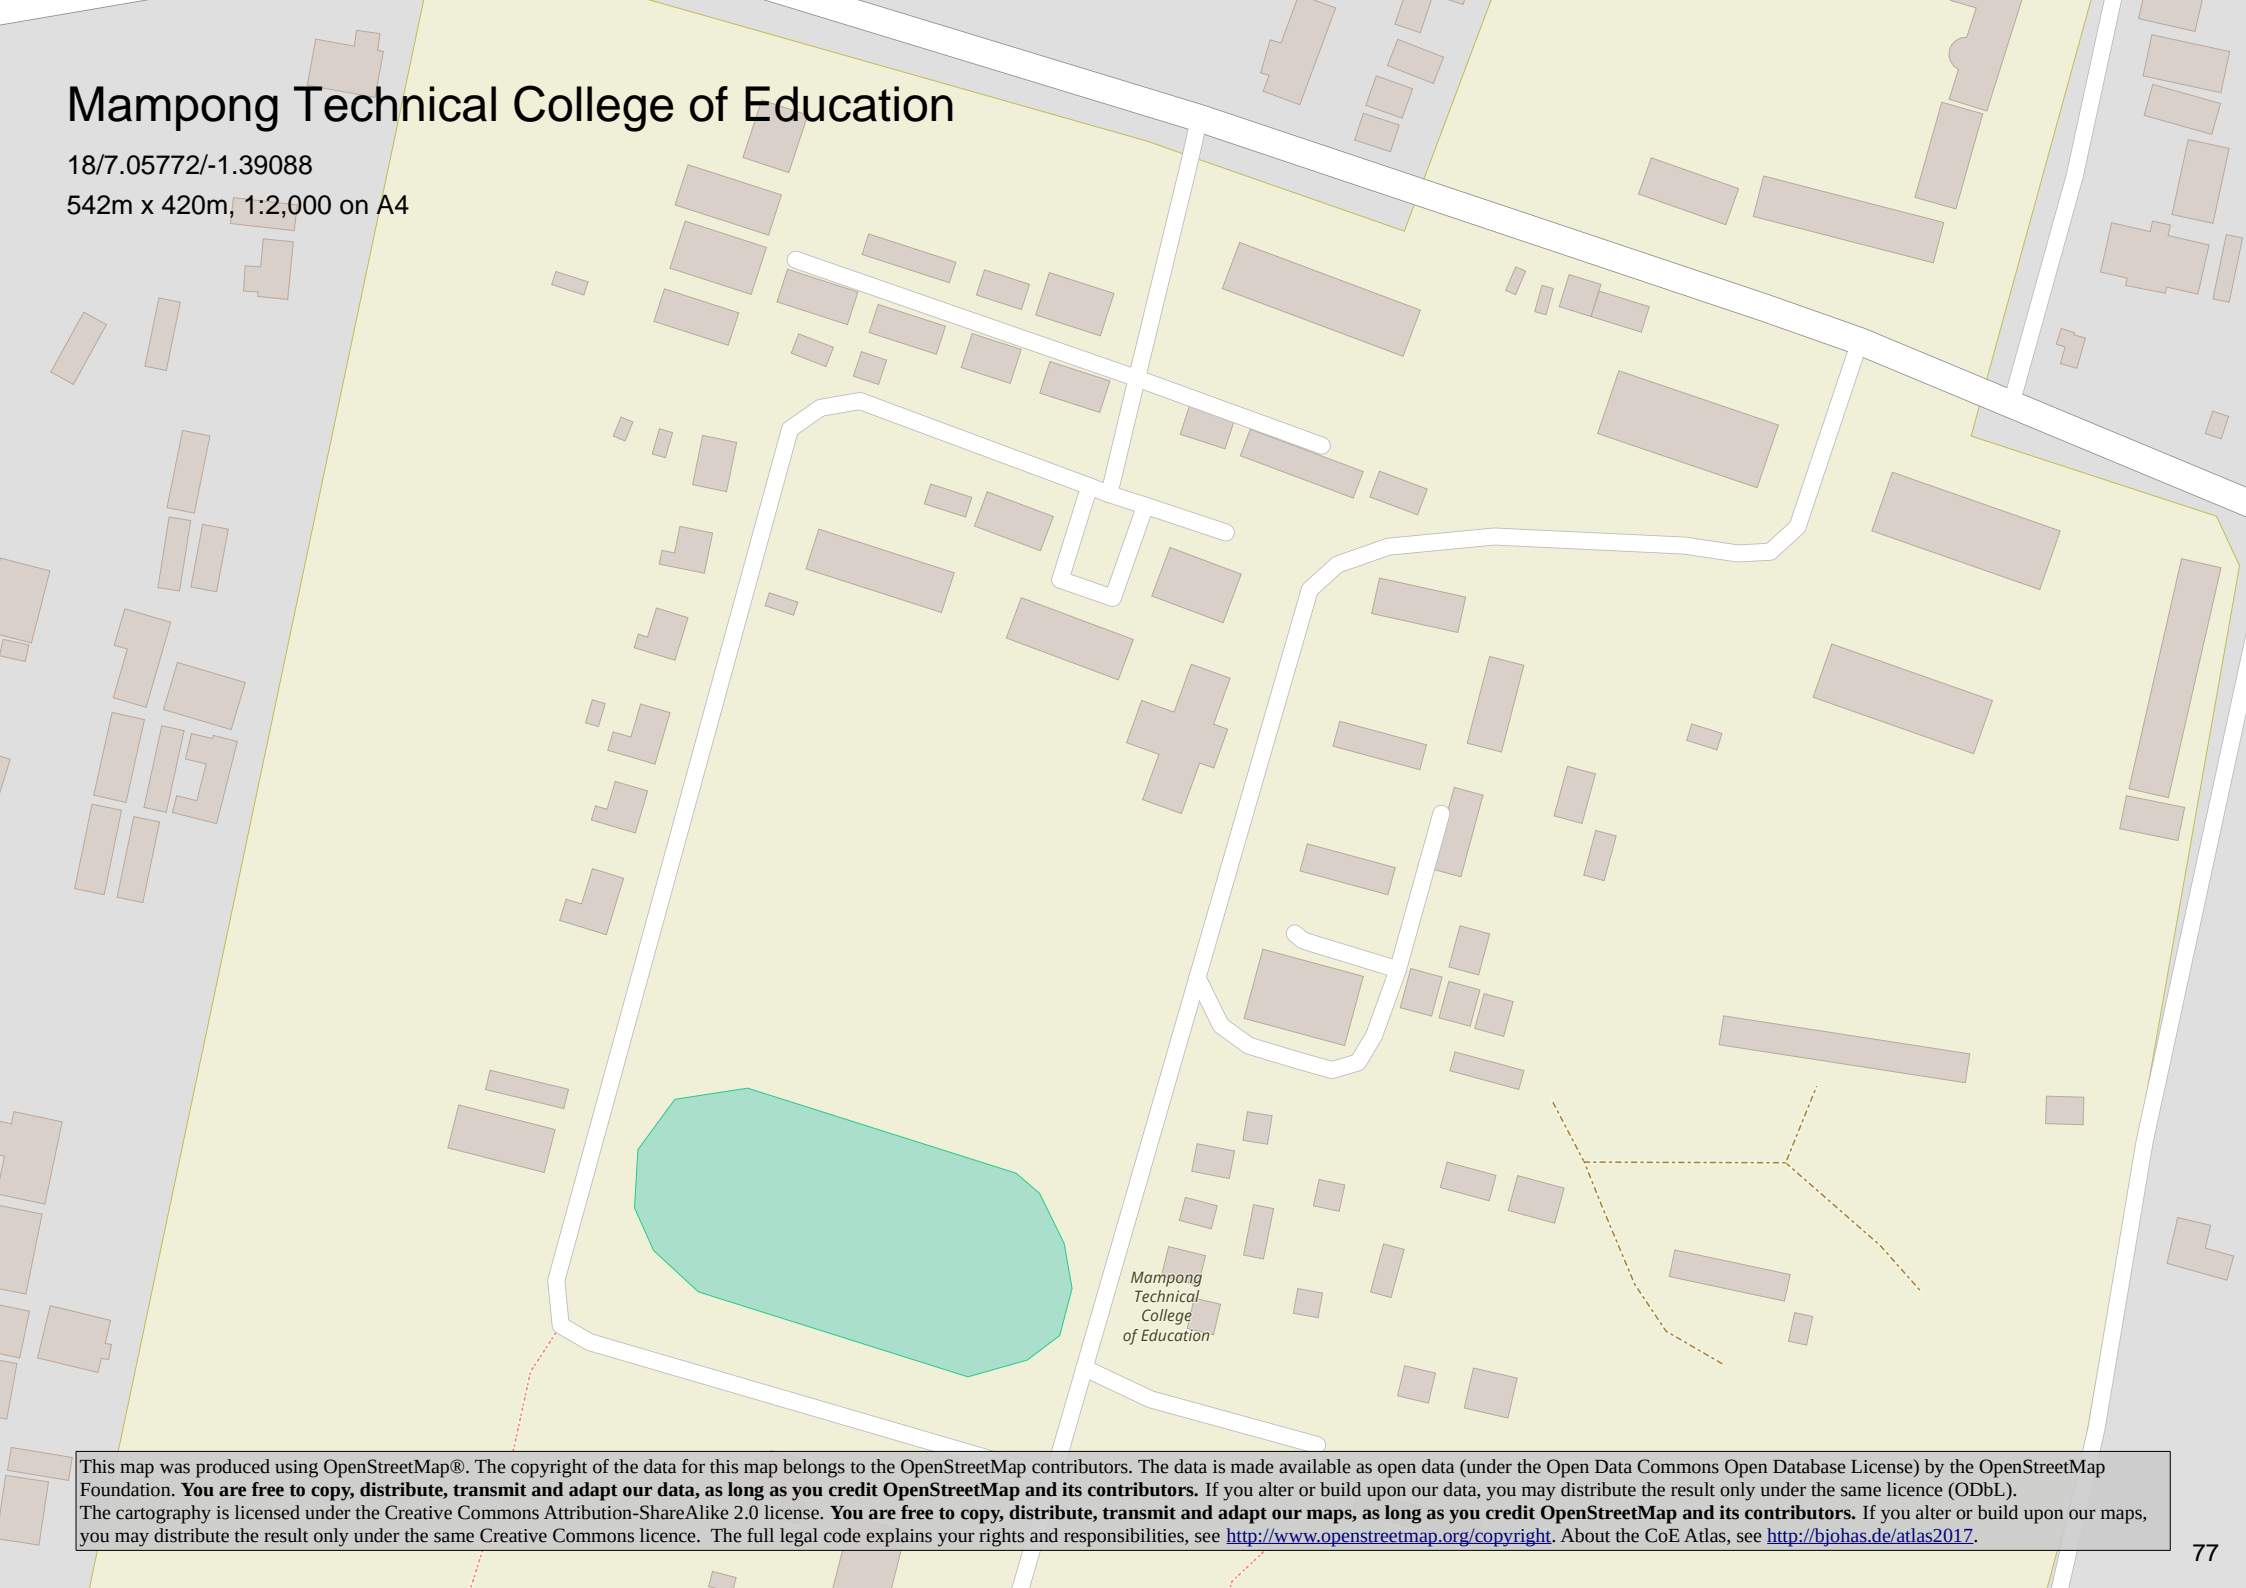 Mampong Technical College of Education
18/7.05772/-1.39088
542m x 420m, 1:2,000 on A4
Mampong
Technical
College
of Education
This map was produced using OpenStreetMap®. The copyright of the data for this map belongs to the OpenStreetMap contributors. The data is made available as open data (under the Open Data Commons Open Database License) by the OpenStreetMap
Foundation. You are free to copy, distribute, transmit and adapt our data, as long as you credit OpenStreetMap and its contributors. If you alter or build upon our data, you may distribute the result only under the same licence (ODbL).
The cartography is licensed under the Creative Commons Attribution-ShareAlike 2.0 license. You are free to copy, distribute, transmit and adapt our maps, as long as you credit OpenStreetMap and its contributors. If you alter or build upon our maps,
you may distribute the result only under the same Creative Commons licence. The full legal code explains your rights and responsibilities, see http://www.openstreetmap.org/copyright. About the CoE Atlas, see http://bjohas.de/atlas2017.
77